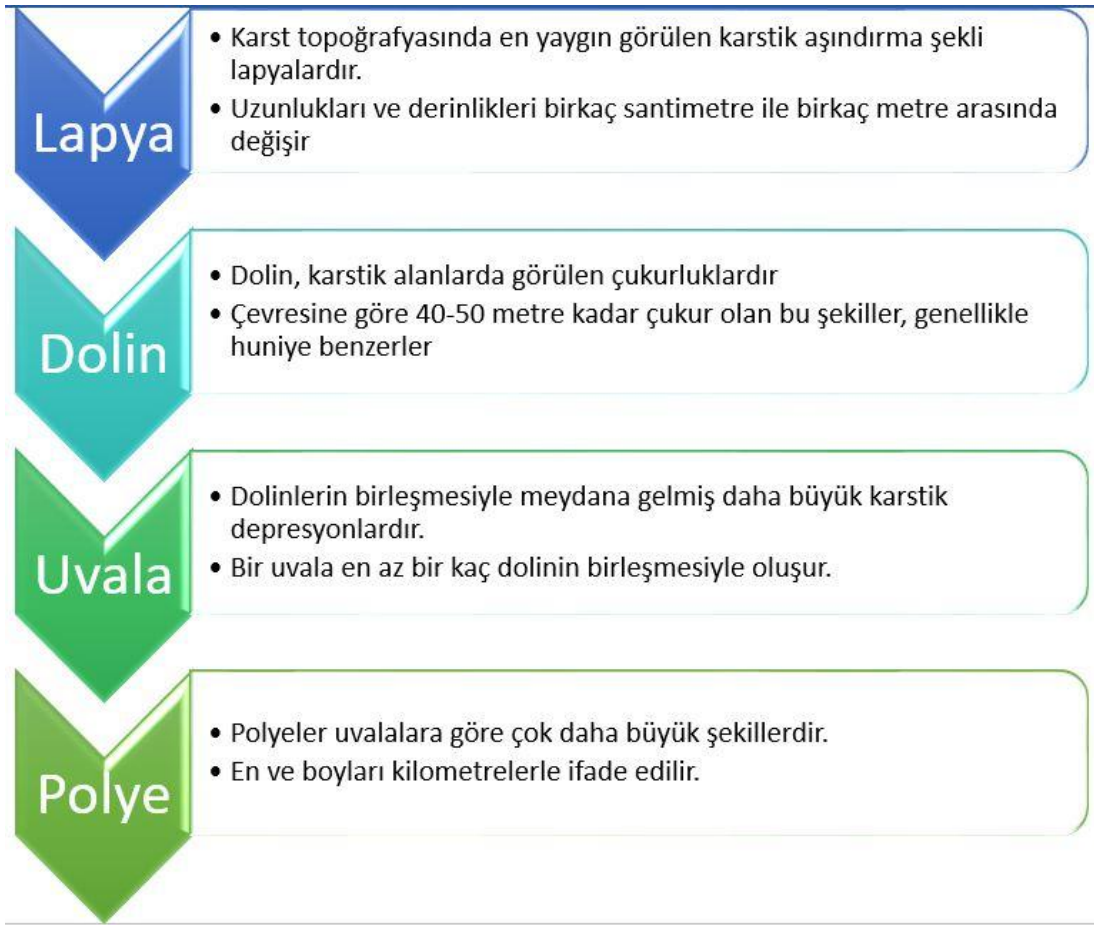 Lapya
• Karst topoğrafyasında en yaygın görülen karstik aşındırma şekli
lapyalardır.
• Uzunlukları ve derinlikleri birkaç santimetre ile birkaç metre arasında
değişir
Dolin
• Dolin, karstik alanlarda görülen çukurluklardır
• Çevresine göre 40-50 metre kadar çukur olan bu şekiller, genellikle
huniye benzerler
Uvala
• Dolinlerin birleşmesiyle meydana gelmiş daha büyük karstik
depresyonlardır.
• Bir uvala en az bir kaç dolinin birleşmesiyle oluşur.
Polye
• Polyeler uvalalara göre çok daha büyük şekillerdir.
• En ve boyları kilometrelerle ifade edilir.